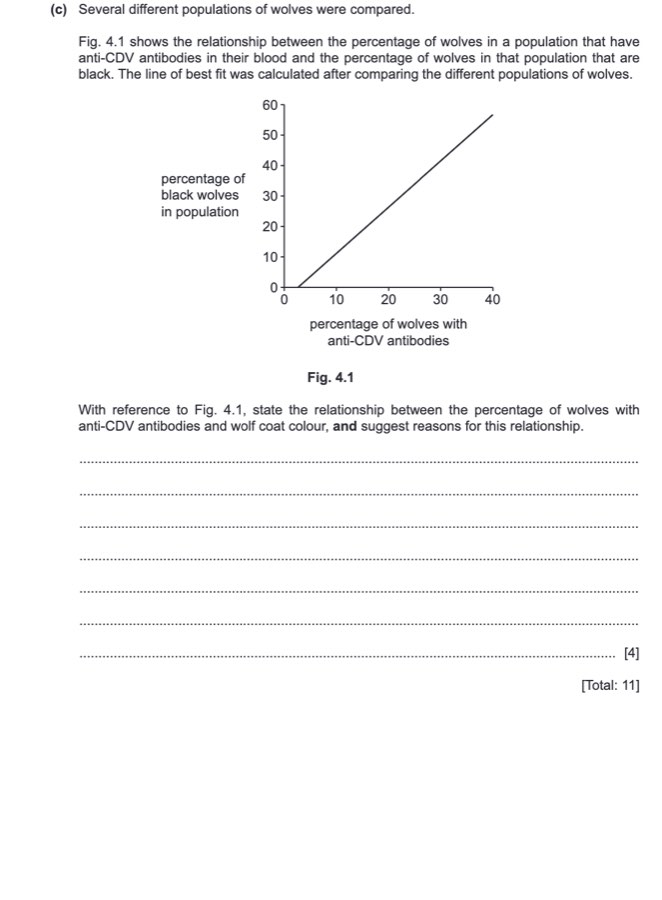 (c) Several different populations of wolves were compared.
Fig. 4.1 shows the relationship between the percentage of wolves in a population that have
anti-CDV antibodies in their blood and the percentage of wolves in that population that are
black. The line of best fit was calculated after comparing the different populations of wolves.
60
50
40
percentage of
black wolves
in population
30
20
10
0
0 10 20 30 40
percentage of wolves with
anti-CDV antibodies
Fig. 4.1
With reference to Fig. 4.1, state the relationship between the percentage of wolves with
anti-CDV antibodies and wolf coat colour, and suggest reasons for this relationship.
[4]
[Total: 11]